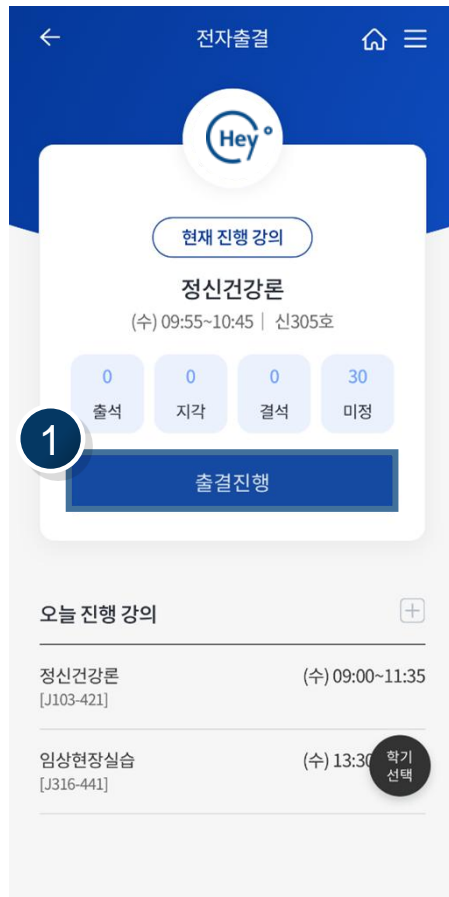 전자출결
Hey
현재 진행 강의
정신건강론
(수) 09:55~10:45 | 신305호
0 0 0 30
출석 지각 결석 미정
1
출결진행
오늘 진행 강의
정신건강론 (수) 09:00~11:35
[J103-421]
임상현장실습 (수) 13:30
[J316-441]
학기
선택